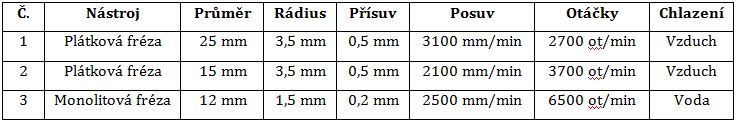 Č. Nástroj Průměr Rádius Přísuv Posuv Otáčky Chlazení
1 Plátková fréza 25 mm 3,5 mm 0,5 mm 3100 mm/min 2700 ot/min Vzduch
2 Plátková fréza 15 mm 3,5 mm 0,5 mm 2100 mm/min 3700 ot/min Vzduch
3 Monolitová fréza 12 mm 1,5 mm 0,2 mm 2500 mm/min 6500 ot/min Voda